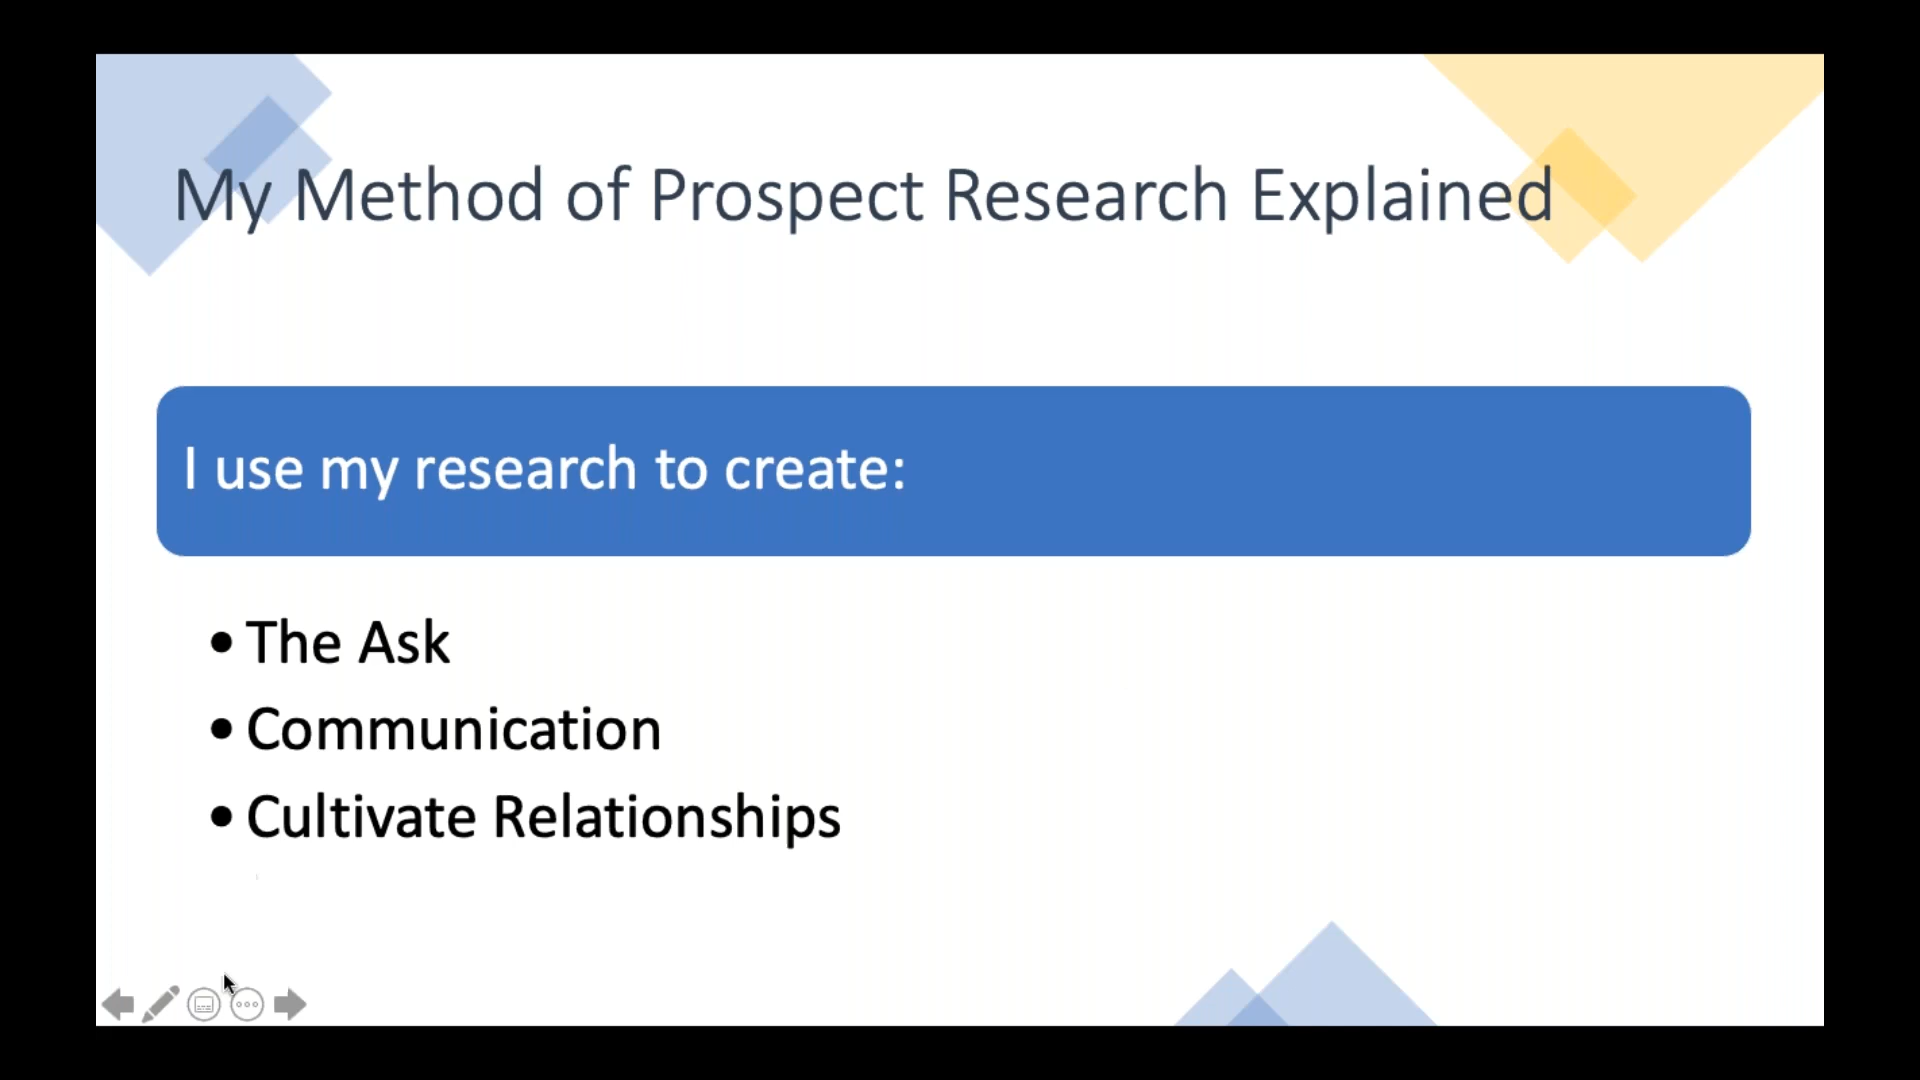 My Method of Prospect Research Explained
I use my research to create:
• The Ask
• Communication
• Cultivate Relationships